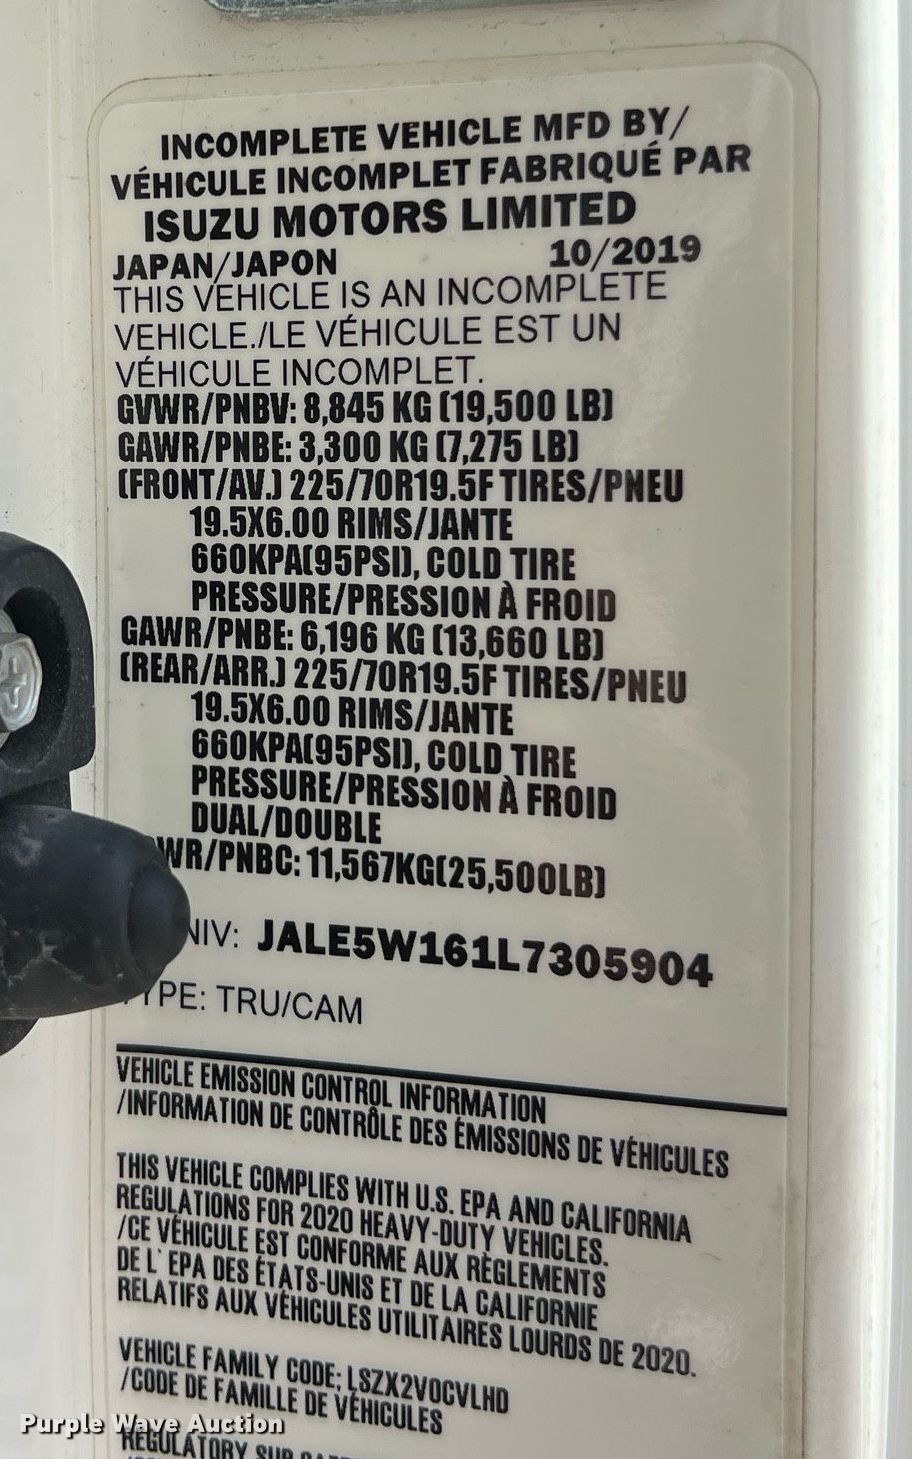 INCOMPLETE VEHICLE MFD BY/
VÉHICULE INCOMPLET FABRIQUÉ PAR
ISUZU MOTORS LIMITED
JAPAN/JAPON 10/2019
THIS VEHICLE IS AN INCOMPLETE
VEHICLE./LE VÉHICULE EST UN
VÉHICULE INCOMPLET.
GVWR/PNBV: 8,845 KG (19,500 LB)
GAWR/PNBE: 3,300 KG (7,275 LB)
(FRONT/AV.) 225/70R19.5F TIRES/PNEU
19.5X6.00 RIMS/JANTE
660KPA(95PSI), COLD TIRE
PRESSURE/PRESSION À FROID
GAWR/PNBE: 6,196 KG (13,660 LB)
(REAR/ARR.) 225/70R19.5F TIRES/PNEU
19.5X6.00 RIMS/JANTE
660KPA(95PSI), COLD TIRE
PRESSURE/PRESSION À FROID
DUAL/DOUBLE
WR/PNBC: 11,567KG(25,500LB)
NIV: JALE5W161L7305904
TYPE: TRU/CAM
VEHICLE EMISSION CONTROL INFORMATION
/INFORMATION DE CONTRÔLE DES ÉMISSIONS DE VÉHICULES
THIS VEHICLE COMPLIES WITH U.S. EPA AND CALIFORNIA
REGULATIONS FOR 2020 HEAVY-DUTY VEHICLES.
/CE VÉHICULE EST CONFORME AUX RÈGLEMENTS
DE L'EPA DES ÉTATS-UNIS ET DE LA CALIFORNIE
RELATIFS AUX VÉHICULES UTILITAIRES LOURDS DE 2020.
VEHICLE FAMILY CODE: LSZX2VOCVLHD
/CODE DE FAMILLE DE VÉHICULES
REGULATORY SUB
Purple Wave Auction